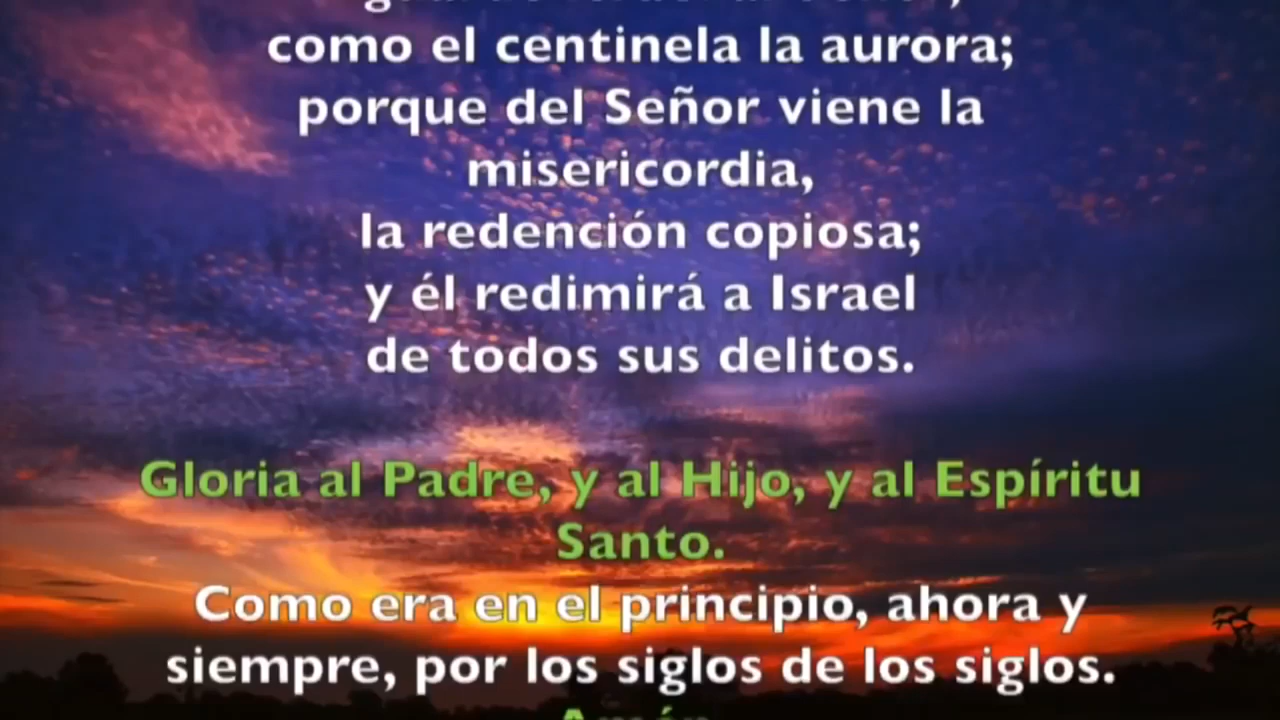 como el centinela la aurora;
porque del Señor viene la
misericordia,
la redención copiosa;
y él redimirá a Israel
de todos sus delitos.
Gloria al Padre, y al Hijo, y al Espíritu
Santo.
Como era en el principio, ahora y
siempre, por los siglos de los siglos.